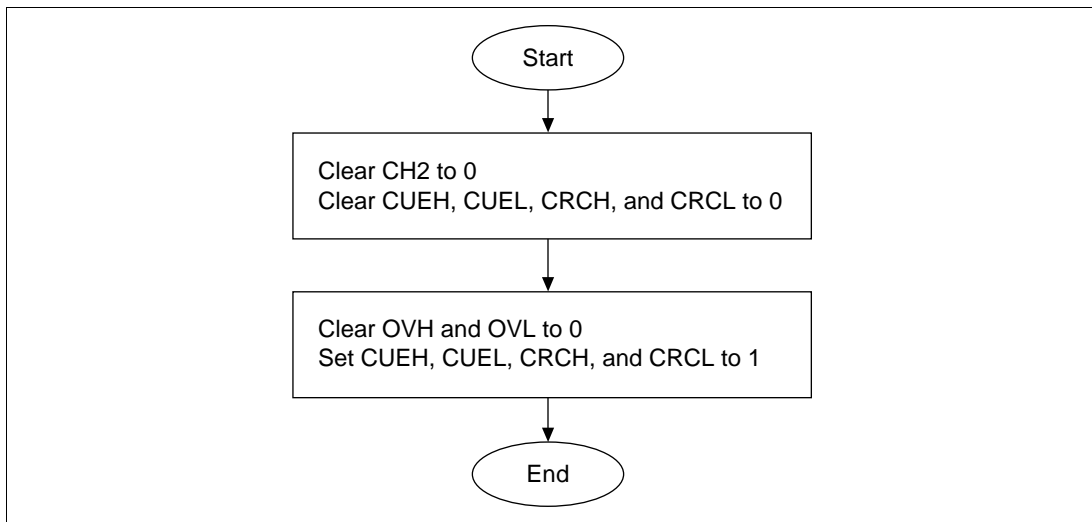 Start
Clear CH2 to 0
Clear CUEH, CUEL, CRCH, and CRCL to 0
Clear OVH and OVL to 0
Set CUEH, CUEL, CRCH, and CRCL to 1
End